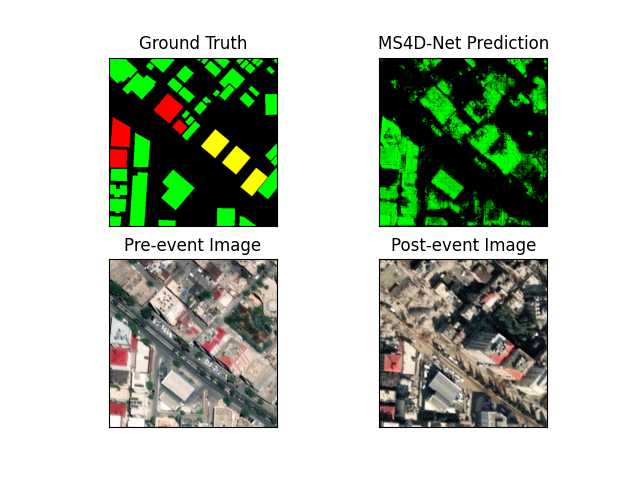 Ground Truth
MS4D-Net Prediction
Pre-event Image
Post-event Image